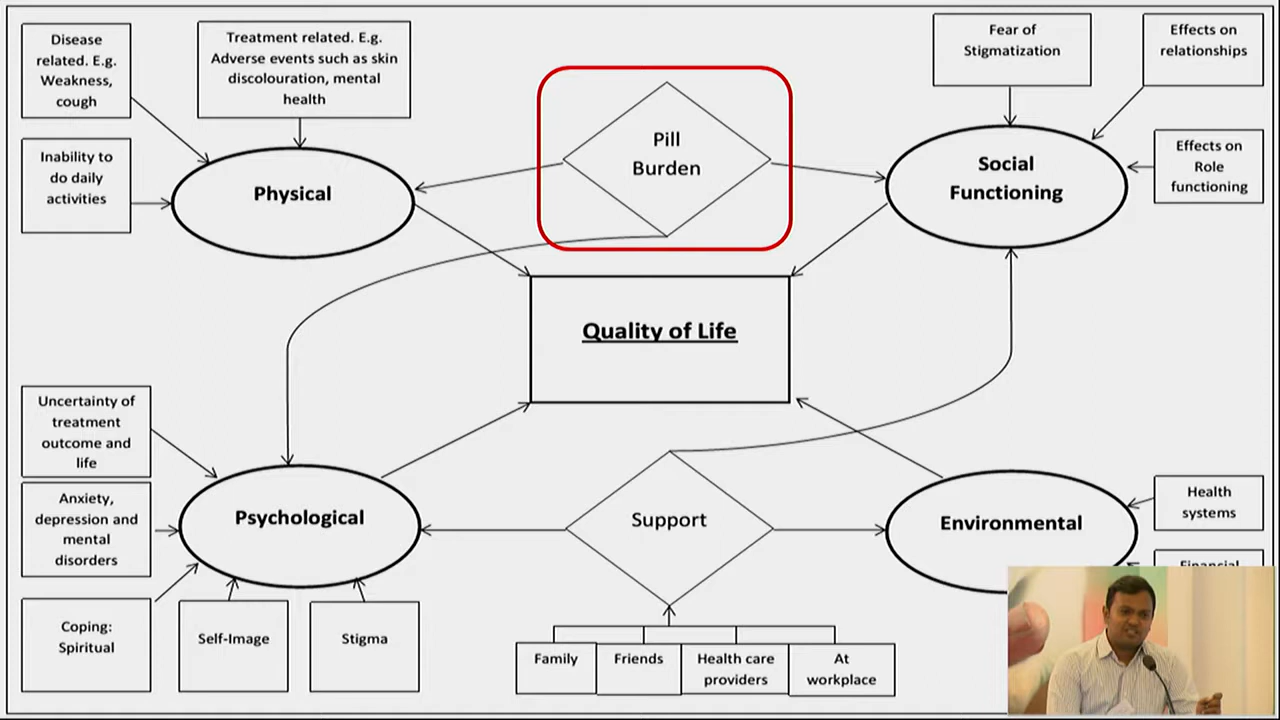 Disease
related. E.g.
Weakness,
cough
Treatment related. E.g.
Adverse events such as skin
discolouration, mental
health
Fear of
Stigmatization
Effects on
relationships
Inability to
do daily
activities
Physical
Pill
Burden
Social
Functioning
Effects on
Role
functioning
Quality of Life
Uncertainty of
treatment
outcome and
life
Anxiety,
depression and
mental
disorders
Psychological
Support
Environmental
Health
systems
Financial
Coping:
Spiritual
Self-Image
Stigma
Family
Friends
Health care
providers
At
workplace